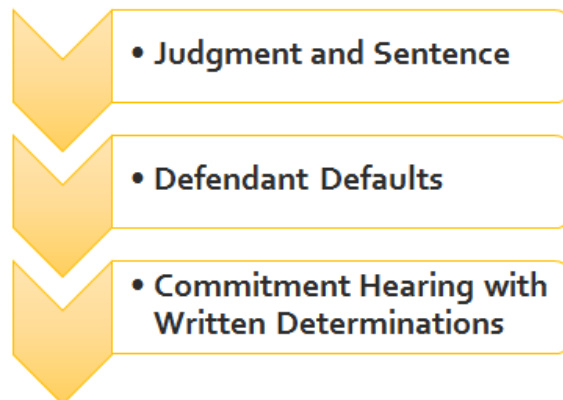 • Judgment and Sentence
• Defendant Defaults
• Commitment Hearing with
Written Determinations